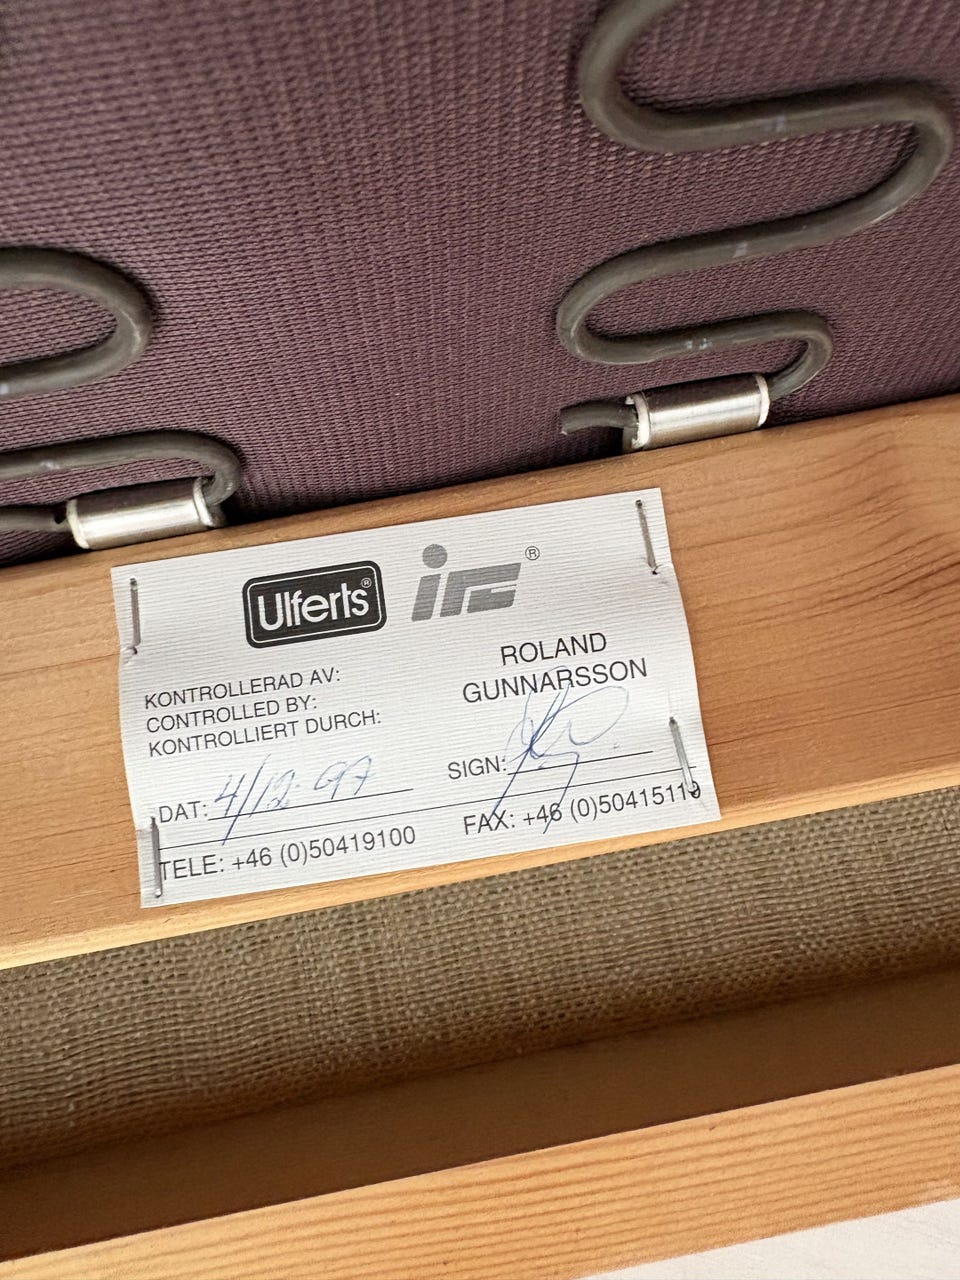 Ulferts®
ire®
KONTROLLERAD AV:
CONTROLLED BY:
KONTROLLIERT DURCH:
ROLAND
GUNNARSSON
DAT: 4/12-97
SIGN:
TELE: +46 (0)50419100
FAX: +46 (0)50415119